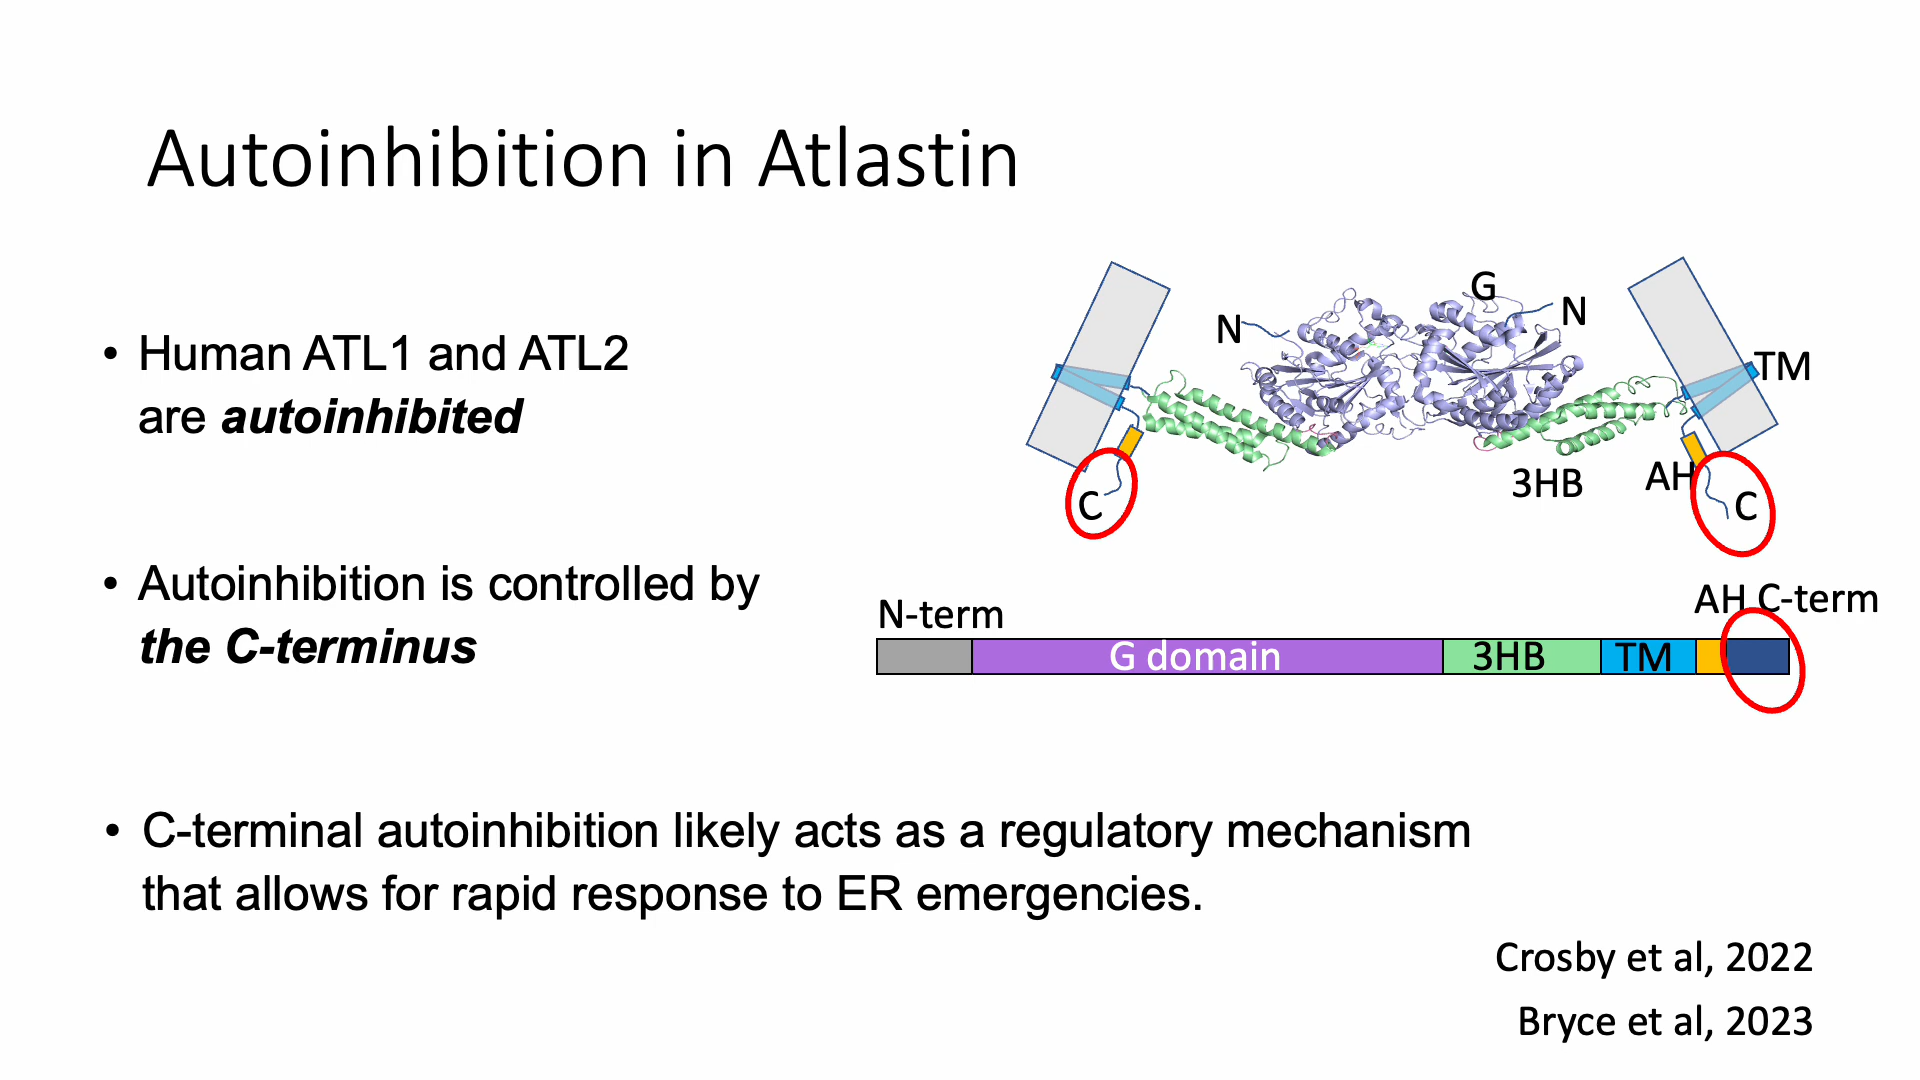 Autoinhibition in Atlastin
• Human ATL1 and ATL2
are autoinhibited
• Autoinhibition is controlled by
the C-terminus
G
N
N
TM
3HB
AH
C
C
N-term
AH C-term
G domain
3HB
TM
• C-terminal autoinhibition likely acts as a regulatory mechanism
that allows for rapid response to ER emergencies.
Crosby et al, 2022
Bryce et al, 2023